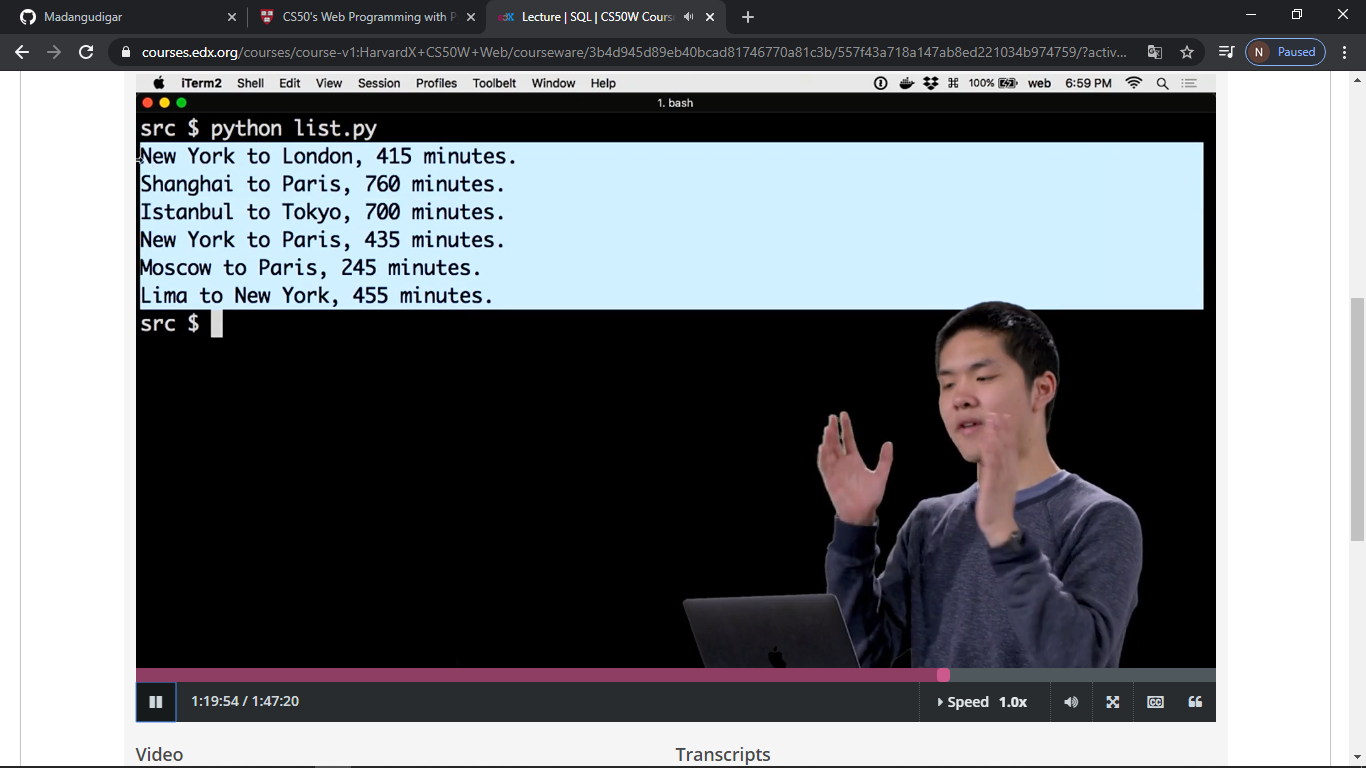 Madangudigar
CS50's Web Programming with P
Lecture | SQL | CS50W Cours
courses.edx.org/courses/course-v1:HarvardX+CS50W+Web/courseware/3b4d945d89eb40bcad81746770a81c3b/557f43a718a147ab8ed221034b974759/?activ...
N Paused
iTerm2 Shell Edit View Session Profiles Toolbelt Window Help 100% web 6:59 PM
1. bash
src $ python list.py
New York to London, 415 minutes.
Shanghai to Paris, 760 minutes.
Istanbul to Tokyo, 700 minutes.
New York to Paris, 435 minutes.
Moscow to Paris, 245 minutes.
Lima to New York, 455 minutes.
src $
1:19:54 / 1:47:20 Speed 1.0x CC
Video Transcripts